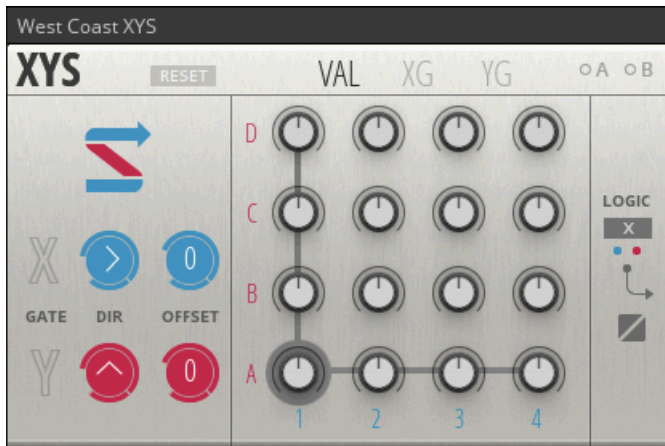 West Coast XYS
XYS RESET VAL XG YG A B
D
C
LOGIC
X
X 0
B
GATE DIR OFFSET
Y 0
A
1 2 3 4